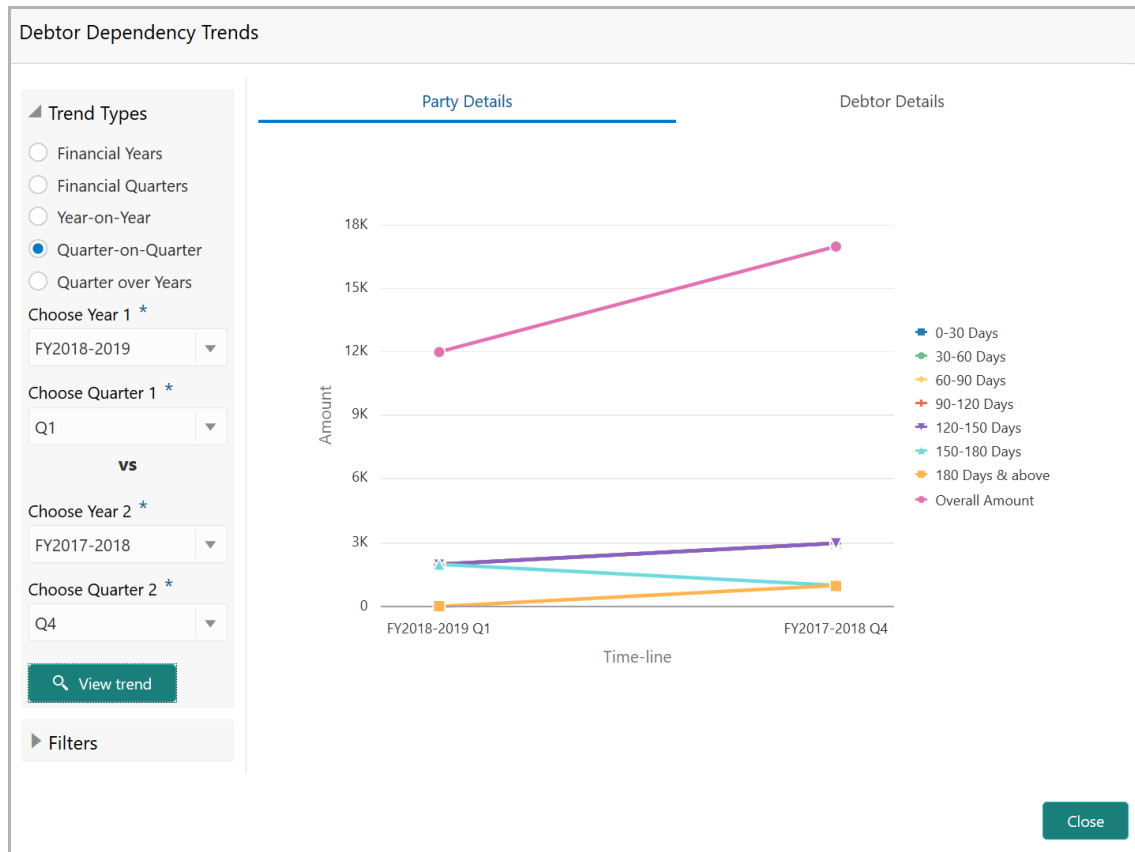 Debtor Dependency Trends
Trend Types
Financial Years
Financial Quarters
Year-on-Year
Quarter-on-Quarter
Quarter over Years
Choose Year 1 *
FY2018-2019
Choose Quarter 1 *
Q1
vs
Choose Year 2 *
FY2017-2018
Choose Quarter 2 *
Q4
View trend
Filters
Party Details
Debtor Details
18K
15K
12K
9K
6K
3K
0
Amount
FY2018-2019 Q1
FY2017-2018 Q4
Time-line
0-30 Days
30-60 Days
60-90 Days
90-120 Days
120-150 Days
150-180 Days
180 Days & above
Overall Amount
Close